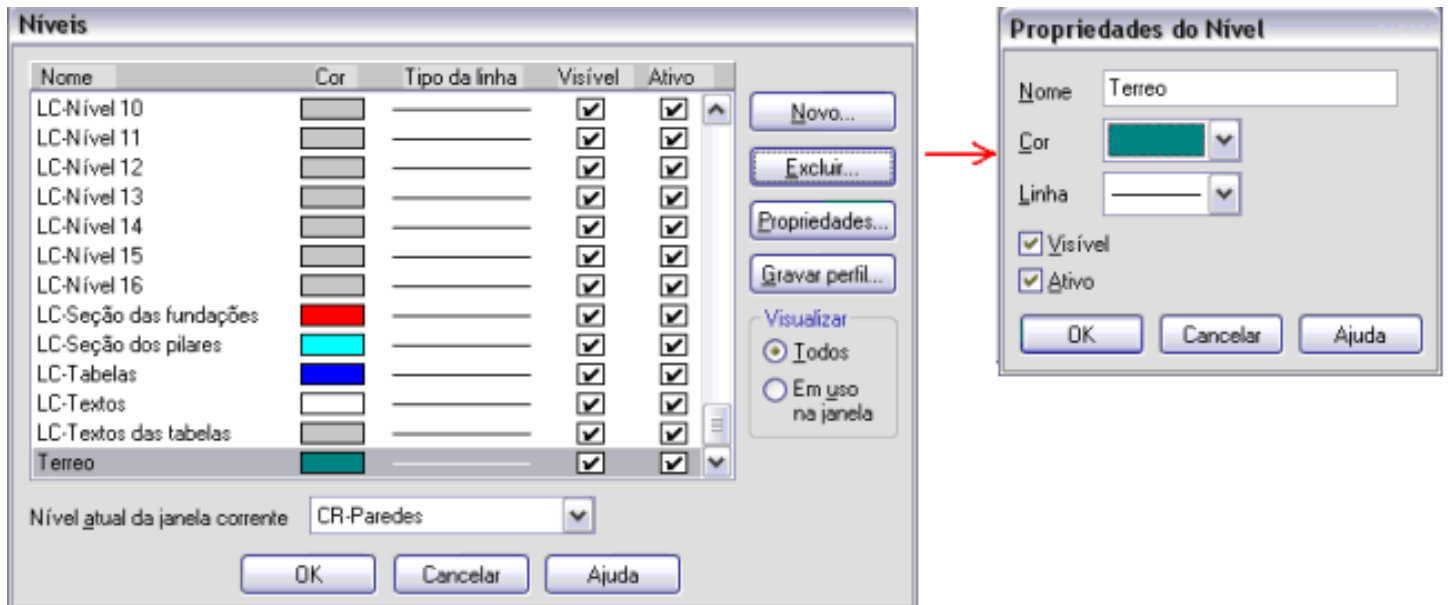 Níveis
Nome Cor Tipo da linha Visível Ativo
LC-Nível 10
LC-Nível 11
LC-Nível 12
LC-Nível 13
LC-Nível 14
LC-Nível 15
LC-Nível 16
LC-Seção das fundações
LC-Seção dos pilares
LC-Tabelas
LC-Textos
LC-Textos das tabelas
Terreo
Novo...
Excluir...
Propriedades...
Gravar perfil...
Visualizar
Todos
Em uso
na janela
Nível atual da janela corrente CR-Paredes
OK Cancelar Ajuda
Propriedades do Nível
Nome Terreo
Cor
Linha
Visível
Ativo
OK Cancelar Ajuda